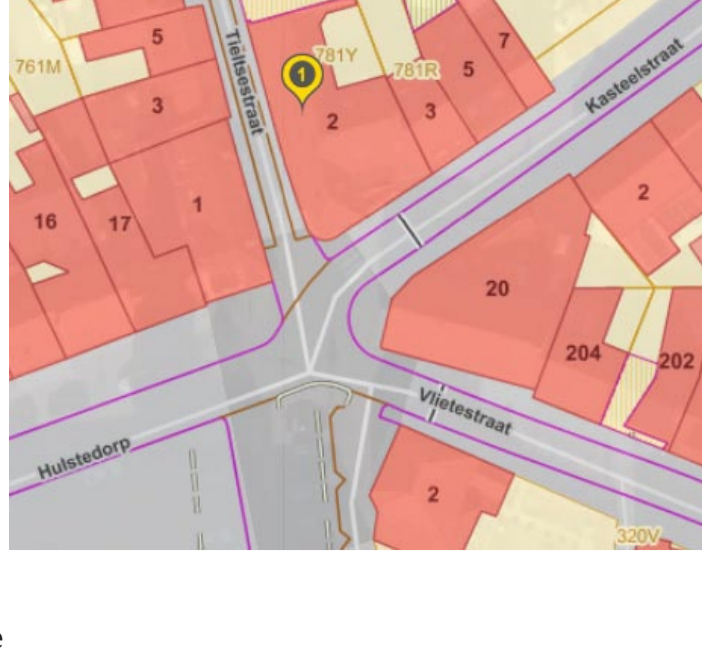 5
Tieltsestraat
7
781Y
761M
781R
5
1
Kasteelstraat
3
2
3
2
1
16
17
20
204
202
Vlietestraat
Hulstedorp
2
320V
e